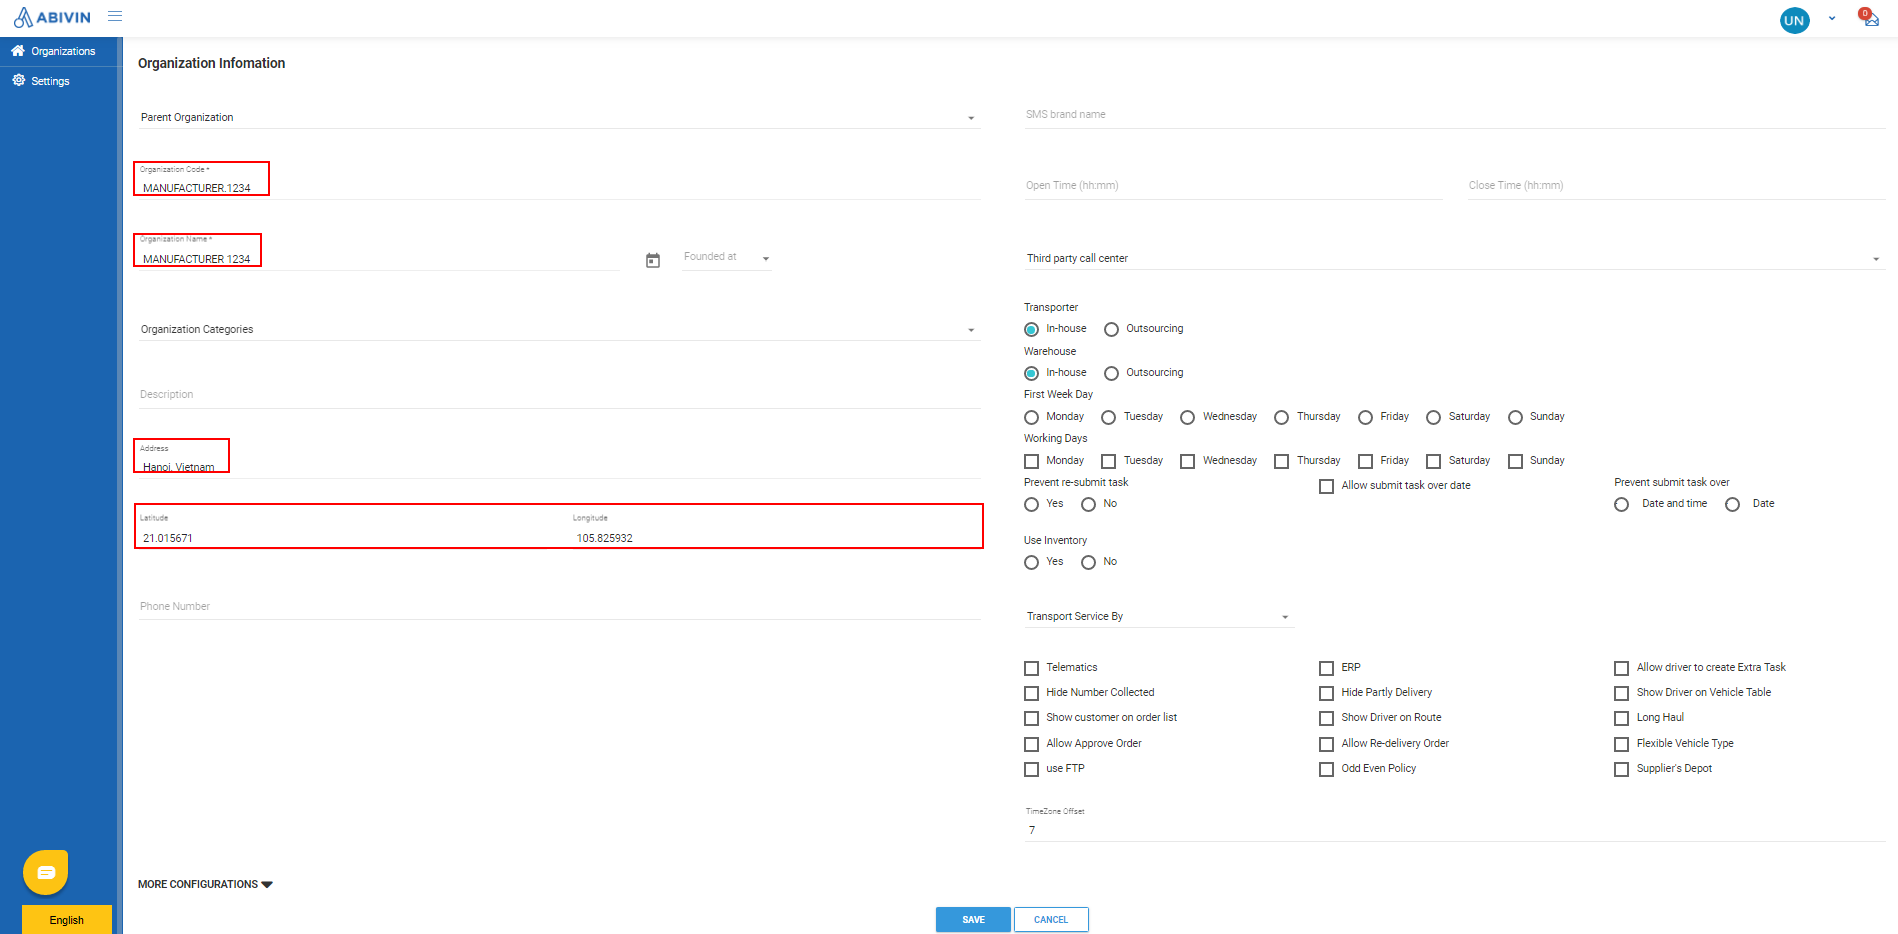 ABIVIN
UN
0
Organizations
Settings
Organization Infomation
Parent Organization
SMS brand name
Organization Code *
MANUFACTURER.1234
Open Time (hh:mm)
Close Time (hh:mm)
Organization Name *
MANUFACTURER 1234
Founded at
Third party call center
Organization Categories
Description
Address
Hanoi, Vietnam
Latitude
21.015671
Longitude
105.825932
Phone Number
Transporter
In-house Outsourcing
Warehouse
In-house Outsourcing
First Week Day
Monday Tuesday Wednesday Thursday Friday Saturday Sunday
Working Days
Monday Tuesday Wednesday Thursday Friday Saturday Sunday
Prevent re-submit task
Yes No
Allow submit task over date
Prevent submit task over
Date and time Date
Use Inventory
Yes No
Transport Service By
Telematics ERP Allow driver to create Extra Task
Hide Number Collected Hide Partly Delivery Show Driver on Vehicle Table
Show customer on order list Show Driver on Route Long Haul
Allow Approve Order Allow Re-delivery Order Flexible Vehicle Type
use FTP Odd Even Policy Supplier's Depot
TimeZone Offset
7
MORE CONFIGURATIONS
SAVE CANCEL
English